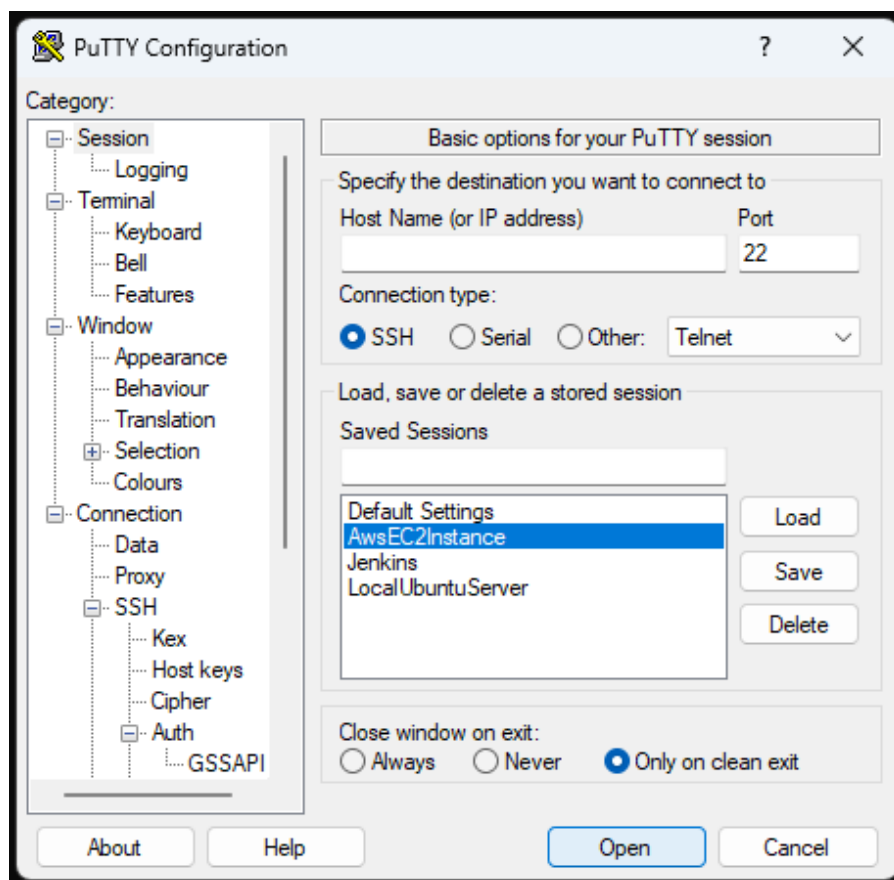 PuTTY Configuration
?
Category:
Session
Logging
Terminal
Keyboard
Bell
Features
Window
Appearance
Behaviour
Translation
Selection
Colours
Connection
Data
Proxy
SSH
Kex
Host keys
Cipher
Auth
GSSAPI
Basic options for your PuTTY session
Specify the destination you want to connect to
Host Name (or IP address) Port
22
Connection type:
SSH Serial Other: Telnet
Load, save or delete a stored session
Saved Sessions
Default Settings
AwsEC2Instance
Jenkins
LocalUbuntuServer
Load
Save
Delete
Close window on exit:
Always Never Only on clean exit
About Help Open Cancel